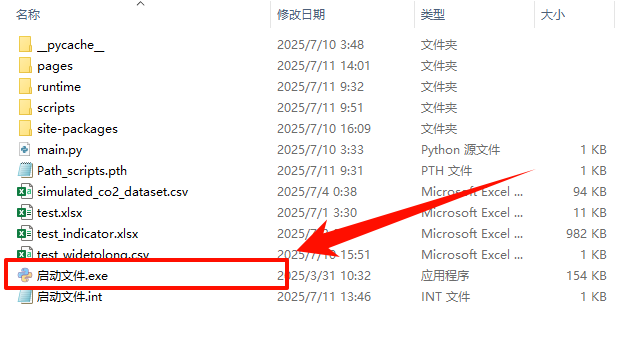 名称 修改日期 类型 大小
__pycache__ 2025/7/10 3:48 文件夹
pages 2025/7/11 14:01 文件夹
runtime 2025/7/11 9:32 文件夹
scripts 2025/7/11 9:51 文件夹
site-packages 2025/7/10 16:09 文件夹
main.py 2025/7/10 3:33 Python 源文件 1 KB
Path_scripts.pth 2025/7/11 9:31 PTH 文件 1 KB
simulated_co2_dataset.csv 2025/7/4 0:38 Microsoft Excel ... 94 KB
test.xlsx 2025/7/1 3:30 Microsoft Excel ... 11 KB
test_indicator.xlsx Microsoft Excel ... 982 KB
test_widetolong.csv 15:51 Microsoft Excel ... 1 KB
启动文件.exe 2025/3/31 10:32 应用程序 154 KB
启动文件.int 2025/7/11 13:46 INT 文件 1 KB